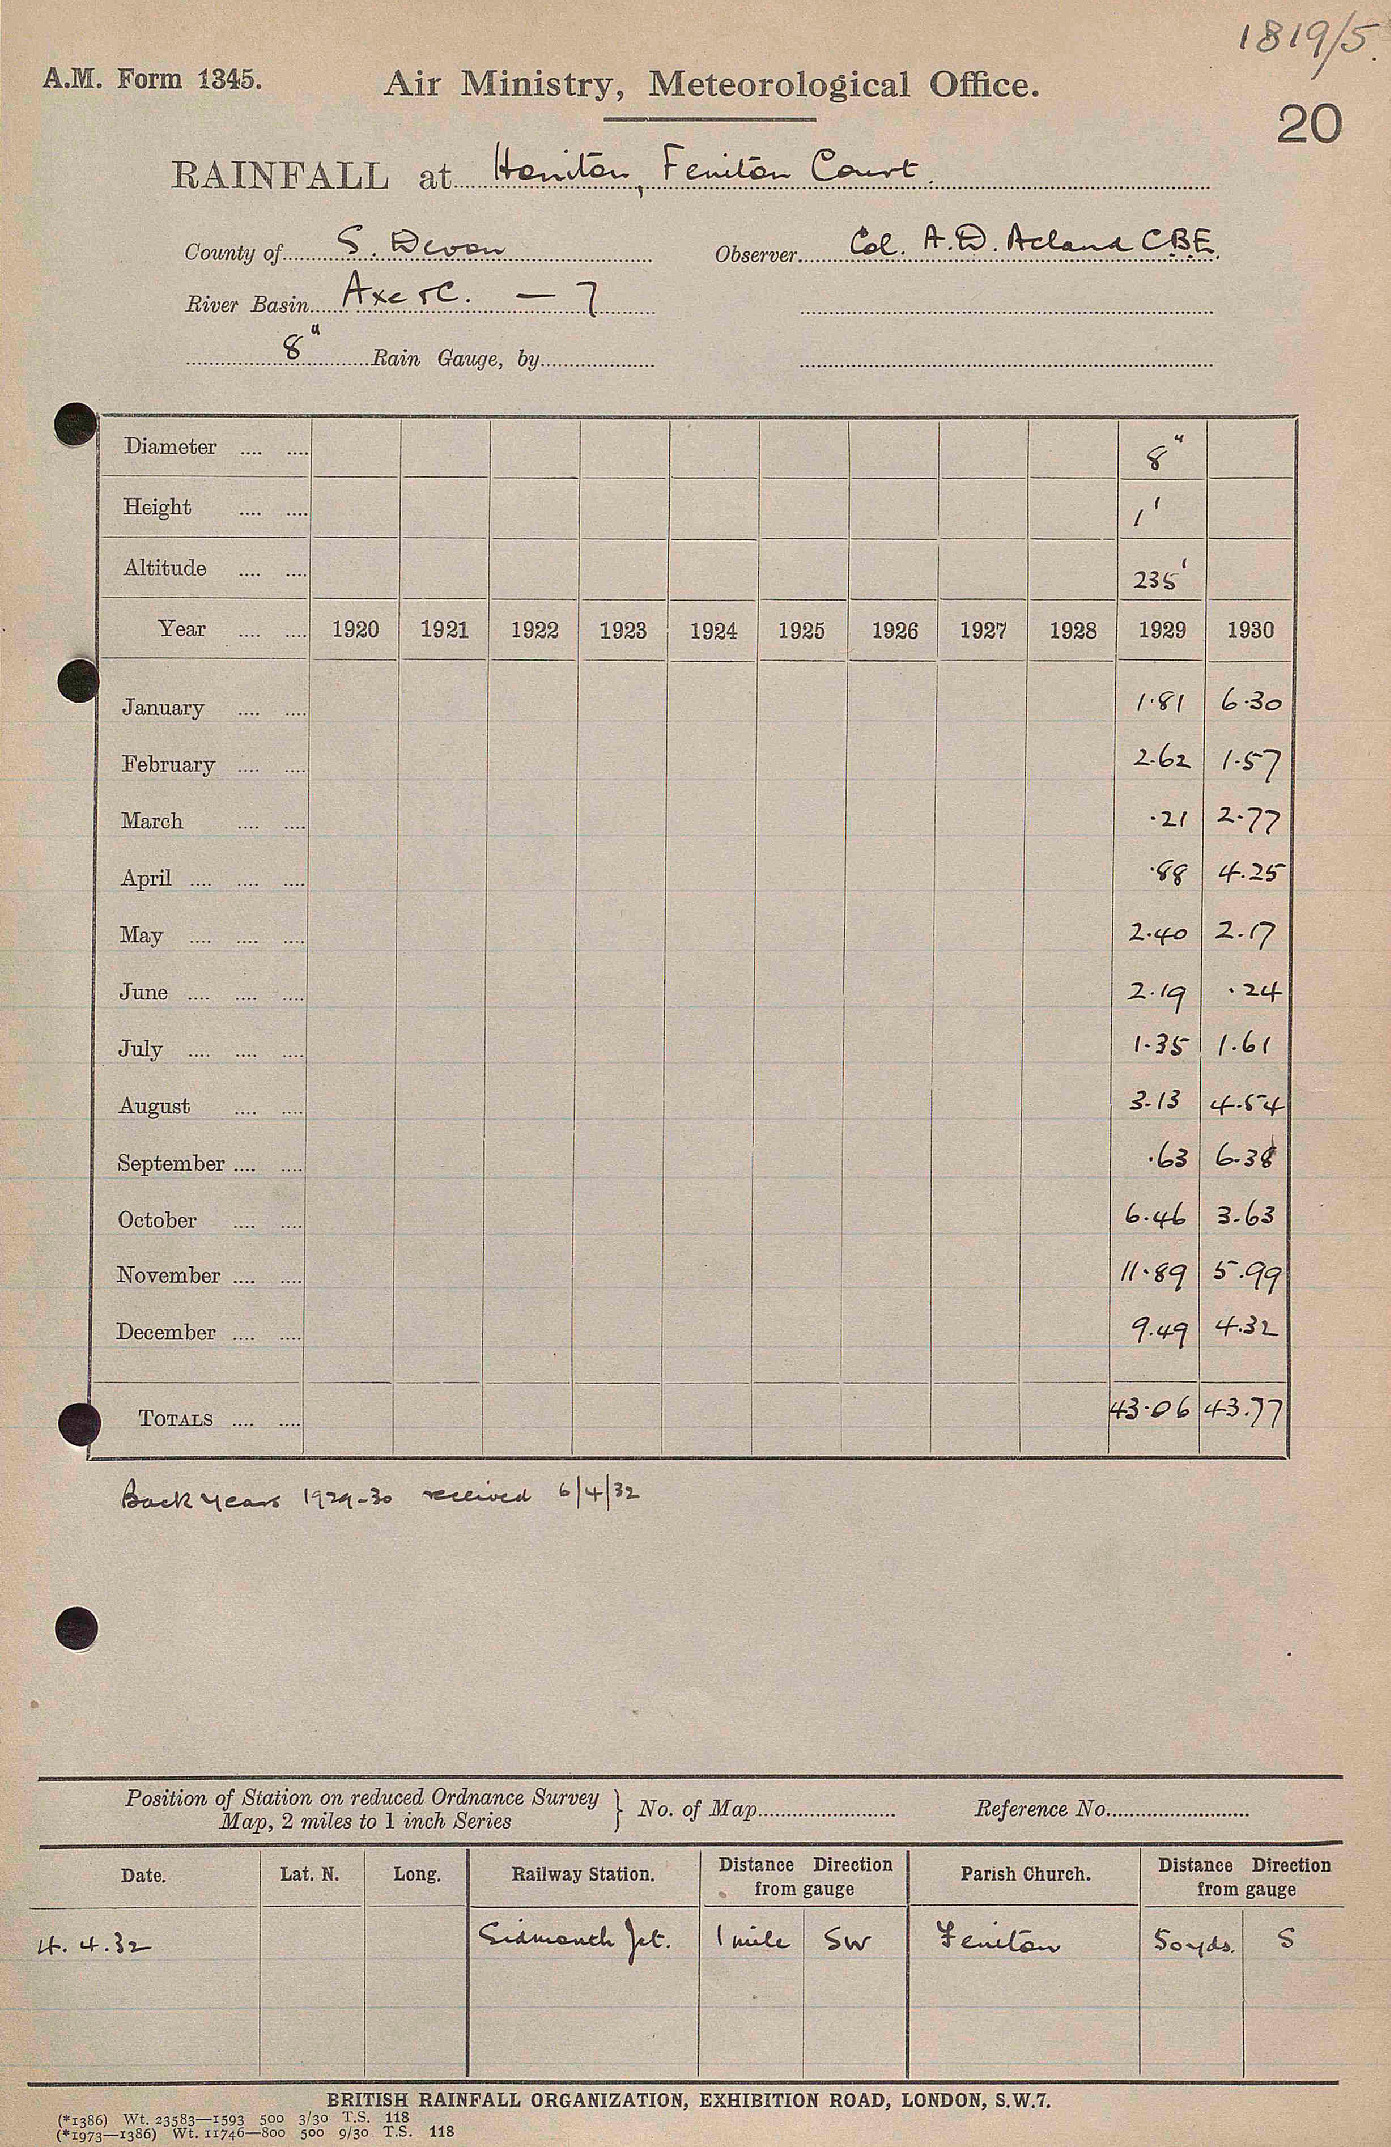 1819/5.
A.M. Form 1345. Air Ministry, Meteorological Office.
20
RAINFALL at Honiton, Feniton Court.
County of S. Devon Observer Col. A.D. Acland CBE.
River Basin Axe &C. — 7
8" Rain Gauge, by
Diameter 8"
Height 1'
Altitude 235'
Year 1920 1921 1922 1923 1924 1925 1926 1927 1928 1929 1930
January 1.81 6.30
February 2.62 1.57
March .21 2.77
April .88 4.25
May 2.40 2.17
June 2.19 .24
July 1.35 1.61
August 3.13 4.54
September .63 6.38
October 6.46 3.63
November 11.89 5.99
December 9.49 4.32
TOTALS 43.06 43.77
Back years 1929-30 received 6/4/32
Position of Station on reduced Ordnance Survey } No. of Map Reference No.
Map, 2 miles to 1 inch Series
Date. Lat. N. Long. Railway Station. Distance Direction Parish Church. Distance Direction
from gauge from gauge
4.4.32 Sidmouth Jct. 1 mile SW Feniton 50 yds. S
BRITISH RAINFALL ORGANIZATION, EXHIBITION ROAD, LONDON, S.W.7.
(*1386) Wt. 23583—1593 500 3/30 T.S. 118
(*1973—1386) Wt. 11746—800 500 9/30 T.S. 118